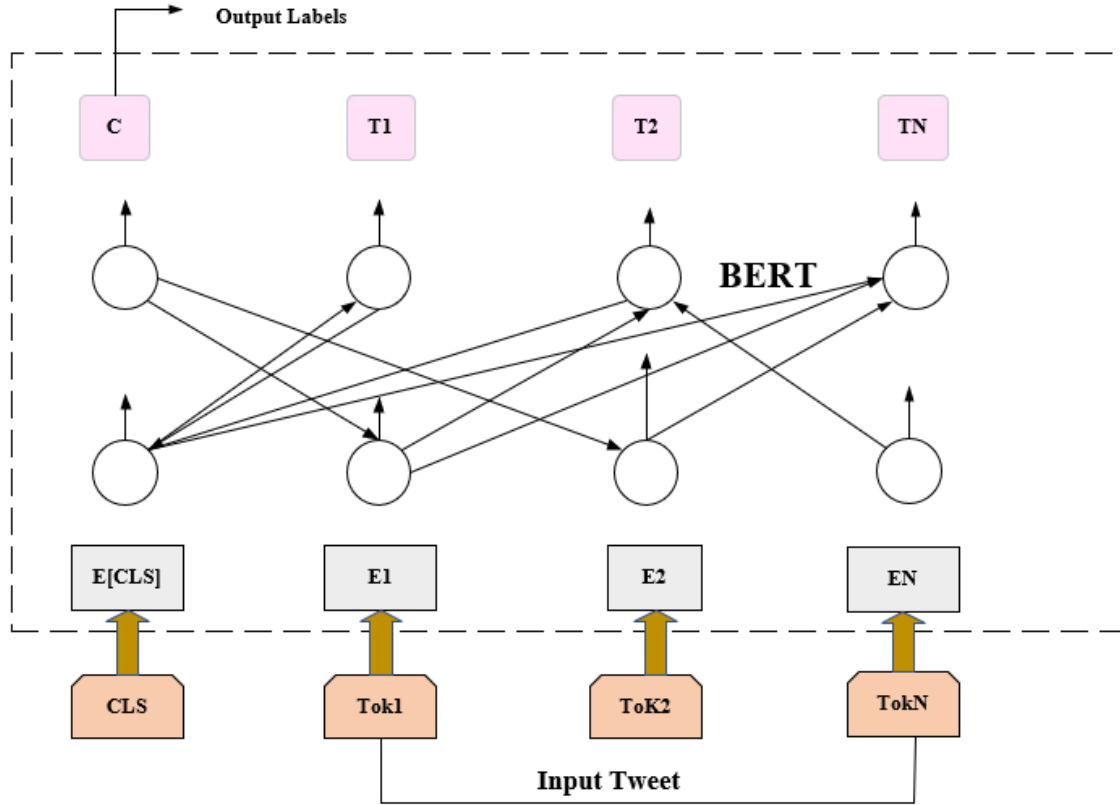 Output Labels
C T1 T2 TN
BERT
E[CLS] E1 E2 EN
CLS Tok1 ToK2 TokN
Input Tweet